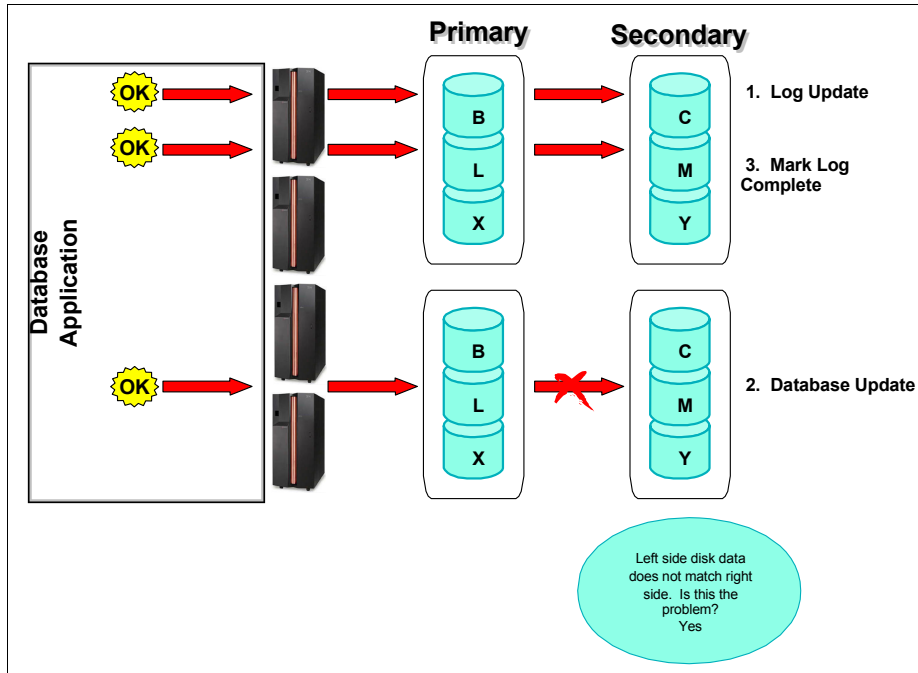 Primary
Secondary
OK
1. Log Update
B
C
OK
3. Mark Log
Complete
L
M
X
Y
Database
Application
B
C
OK
2. Database Update
L
M
X
Y
Left side disk data
does not match right
side. Is this the
problem?
Yes